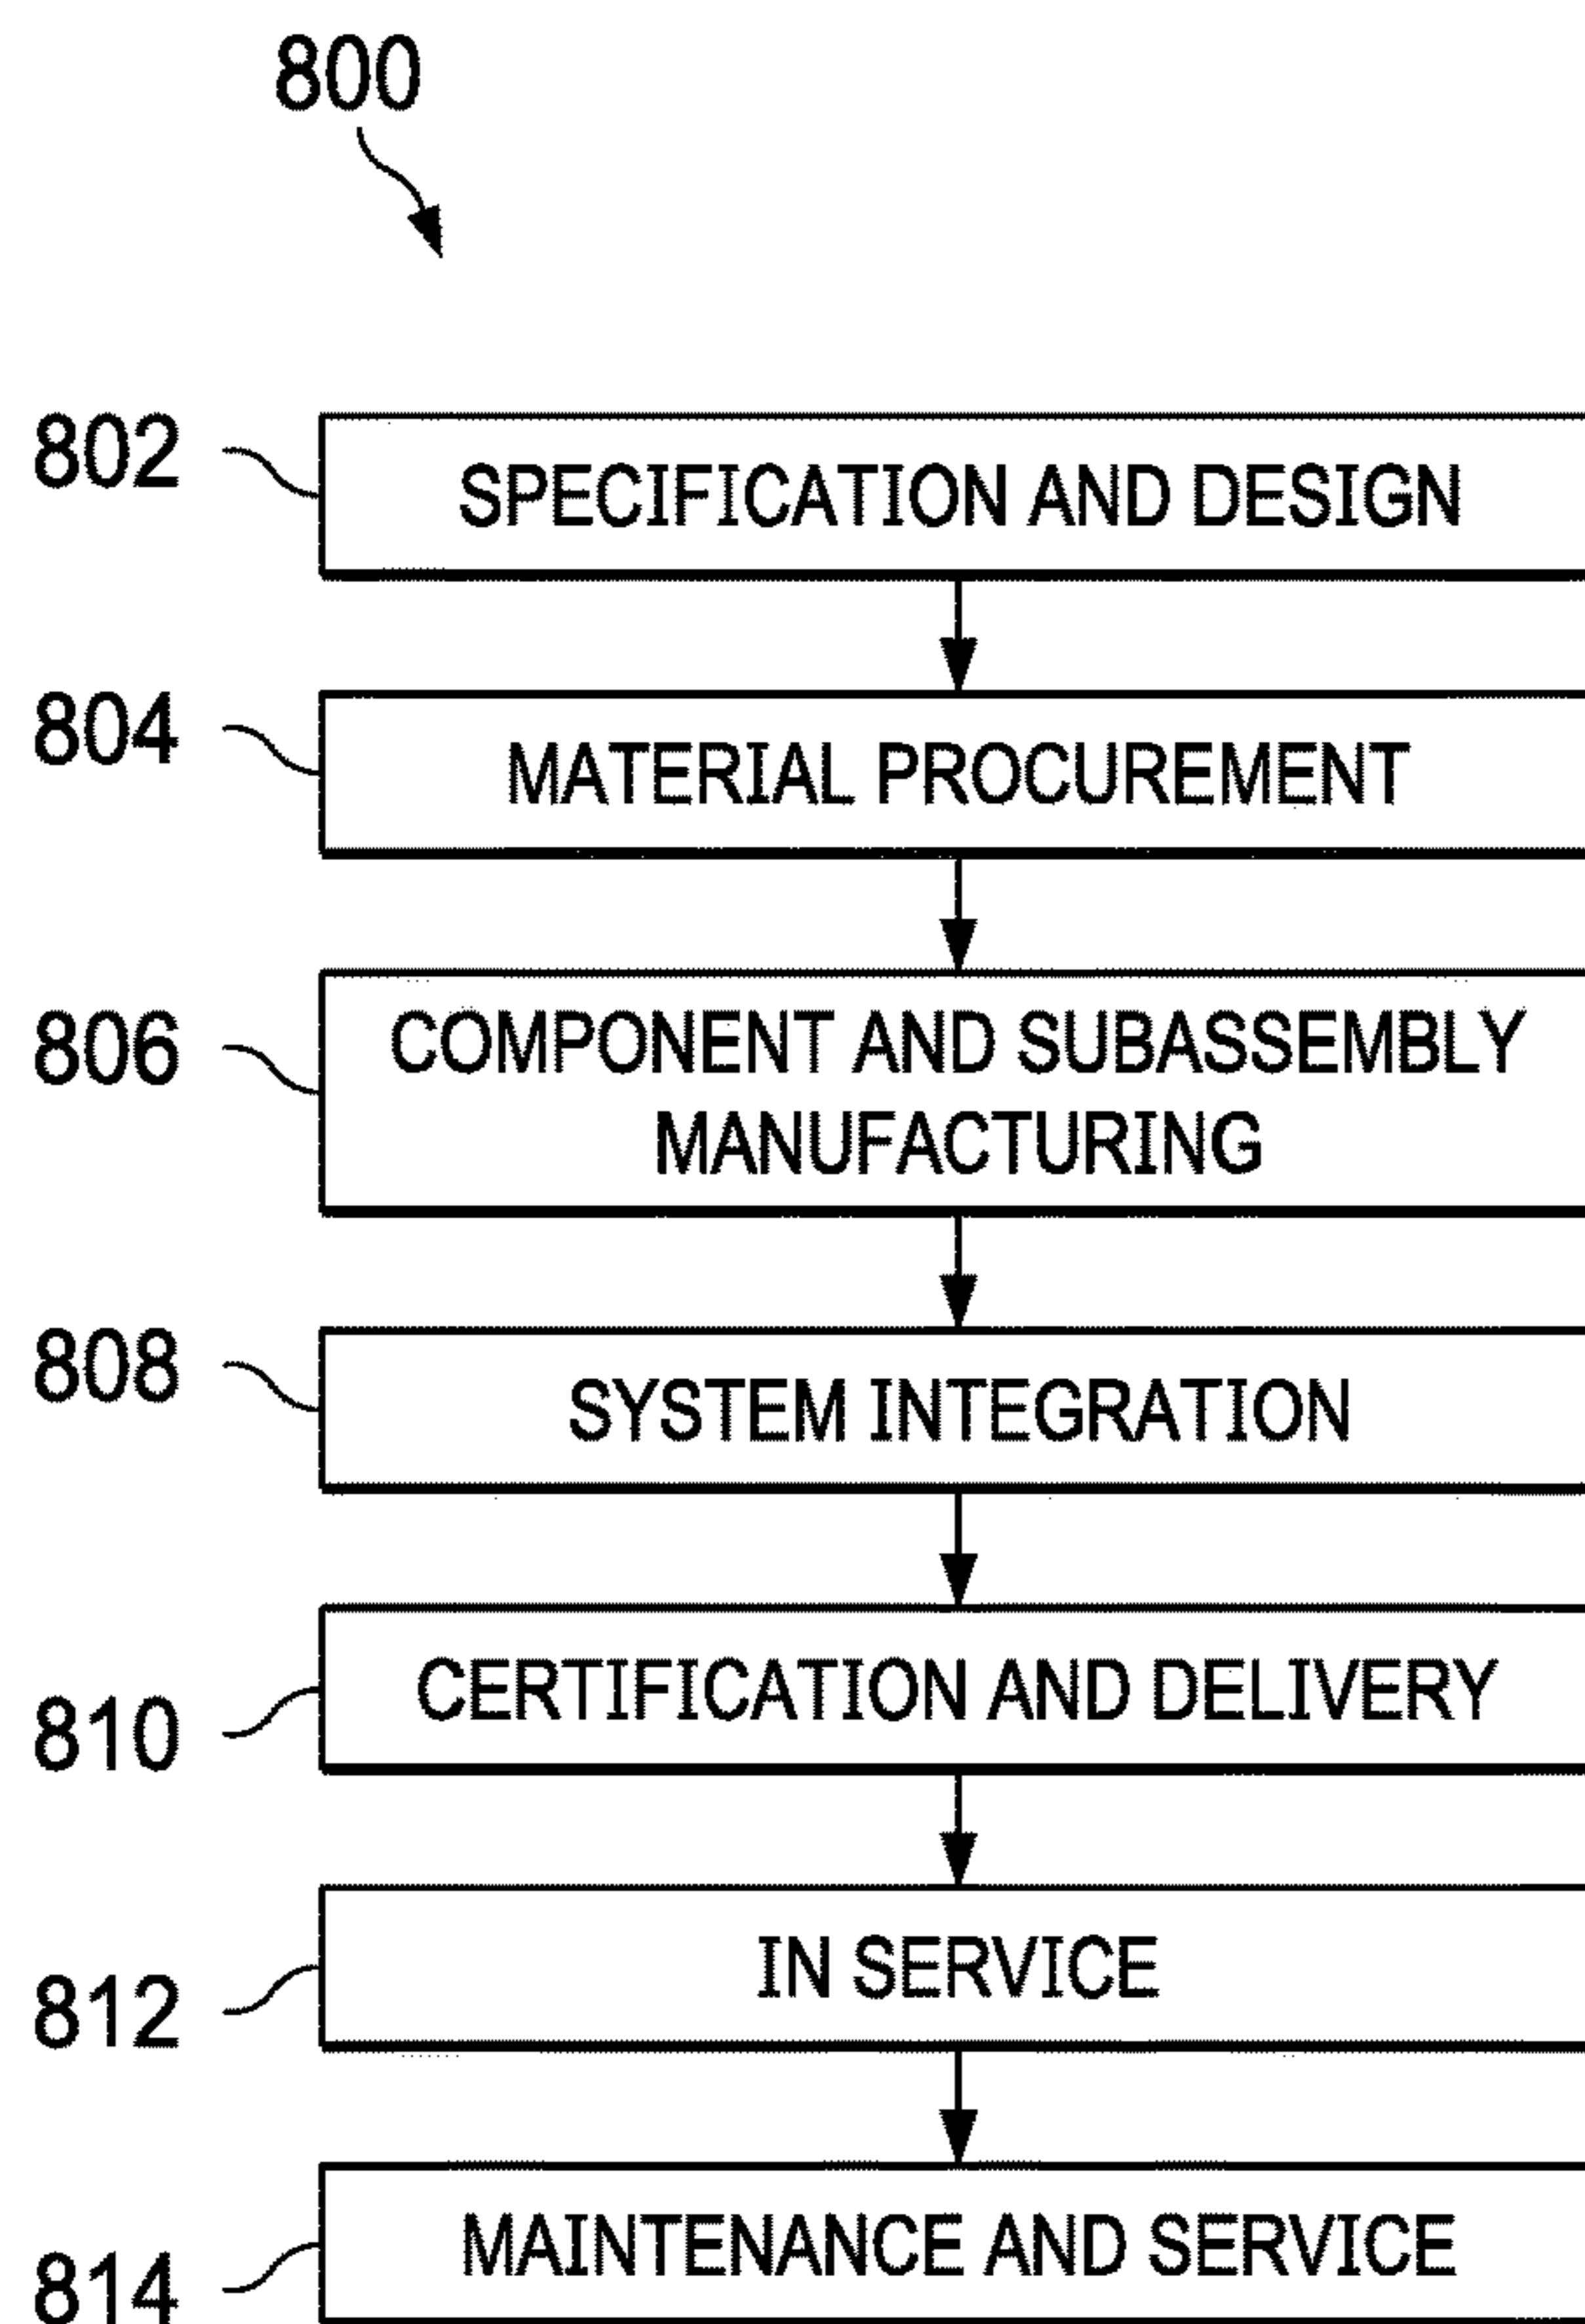 800
802
SPECIFICATION AND DESIGN
804
MATERIAL PROCUREMENT
806
COMPONENT AND SUBASSEMBLY
MANUFACTURING
808
SYSTEM INTEGRATION
810
CERTIFICATION AND DELIVERY
812
IN SERVICE
814
MAINTENANCE AND SERVICE